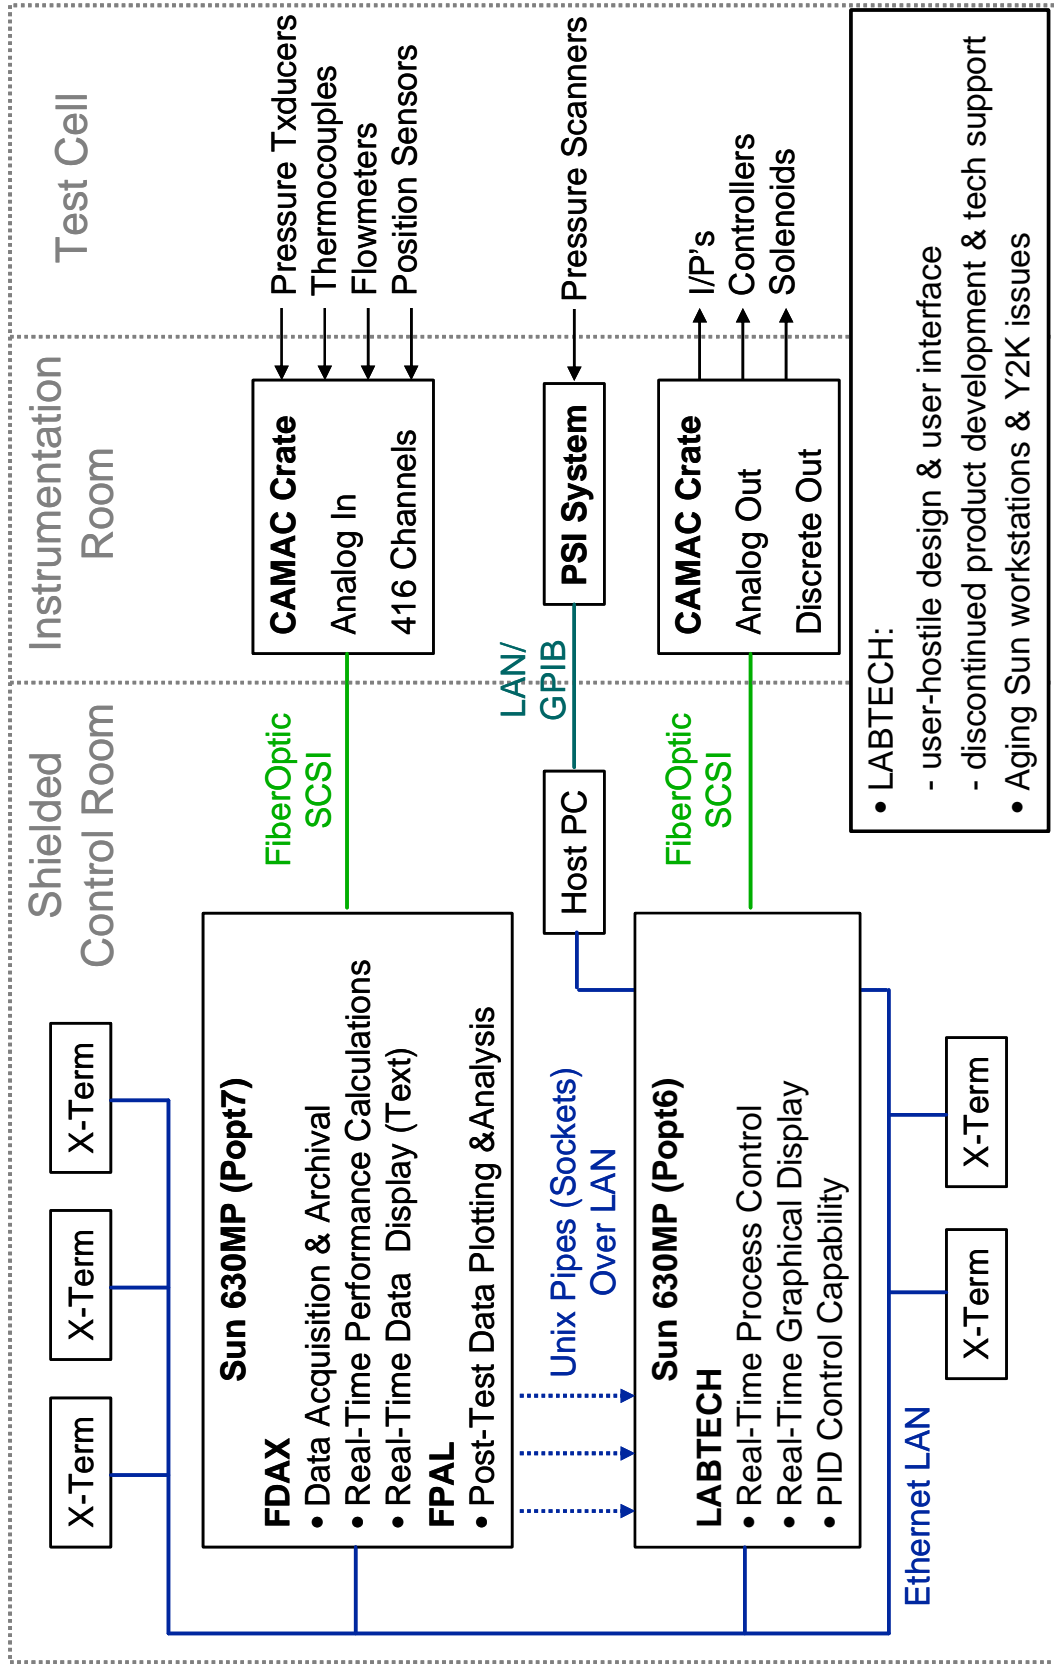 Shielded
Control Room
Instrumentation
Room
Test Cell
X-Term
X-Term
X-Term
Sun 630MP (Popt7)
FDAX
• Data Acquisition & Archival
• Real-Time Performance Calculations
• Real-Time Data  Display (Text)
FPAL
• Post-Test Data Plotting &Analysis
FiberOptic
SCSI
CAMAC Crate
Analog In
416 Channels
Pressure Txducers
Thermocouples
Flowmeters
Position Sensors
Unix Pipes (Sockets)
Over LAN
Host PC
LAN/
GPIB
PSI System
Pressure Scanners
Sun 630MP (Popt6)
LABTECH
• Real-Time Process Control
• Real-Time Graphical Display
• PID Control Capability
FiberOptic
SCSI
CAMAC Crate
Analog Out
Discrete Out
I/P's
Controllers
Solenoids
Ethernet LAN
X-Term
X-Term
• LABTECH:
- user-hostile design & user interface
- discontinued product development & tech support
• Aging Sun workstations & Y2K issues